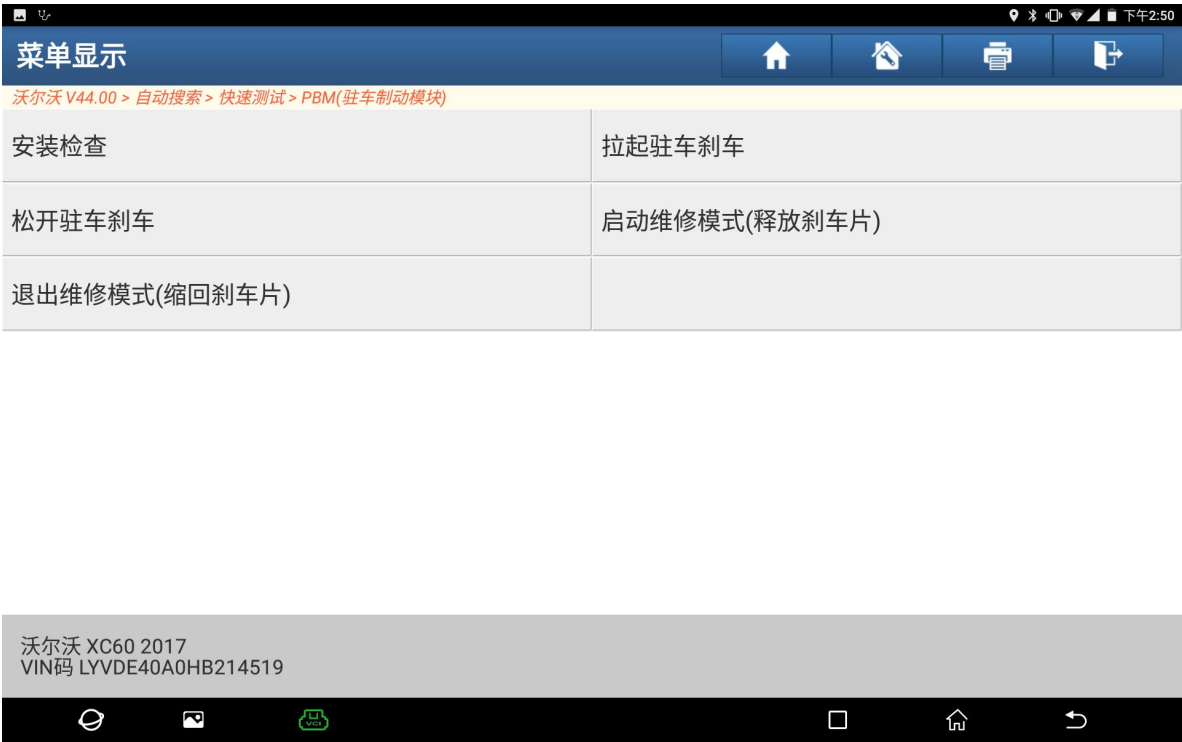 下午2:50
菜单显示
沃尔沃 V44.00 > 自动搜索 > 快速测试 > PBM(驻车制动模块)
安装检查
拉起驻车刹车
松开驻车刹车
启动维修模式(释放刹车片)
退出维修模式(缩回刹车片)
沃尔沃 XC60 2017
VIN码 LYVDE40A0HB214519
VCI